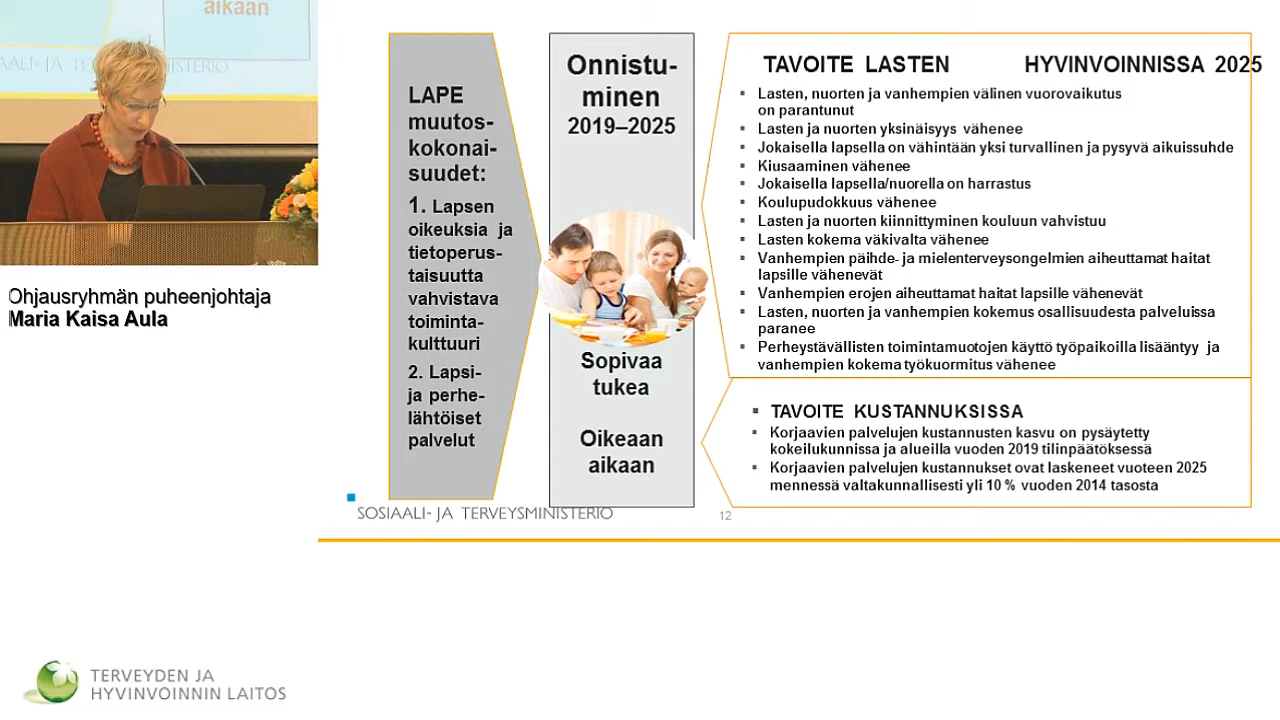 aikaan
Ohjausryhmän puheenjohtaja
Maria Kaisa Aula
LAPE
muutos-
kokonai-
suudet:
1. Lapsen
oikeuksia ja
tietoperus-
taisuutta
vahvistava
toiminta-
kulttuuri
2. Lapsi-
ja perhe-
lähtöiset
palvelut
Onnistu-
minen
2019–2025
Sopivaa
tukea
Oikeaan
aikaan
TAVOITE LASTEN HYVINVOINNISSA 2025
▪ Lasten, nuorten ja vanhempien välinen vuorovaikutus
on parantunut
▪ Lasten ja nuorten yksinäisyys vähenee
▪ Jokaisella lapsella on vähintään yksi turvallinen ja pysyvä aikuissuhde
▪ Kiusaaminen vähenee
▪ Jokaisella lapsella/nuorella on harrastus
▪ Koulupudokkuus vähenee
▪ Lasten ja nuorten kiinnittyminen kouluun vahvistuu
▪ Lasten kokema väkivalta vähenee
▪ Vanhempien päihde- ja mielenterveysongelmien aiheuttamat haitat
lapsille vähenevät
▪ Vanhempien erojen aiheuttamat haitat lapsille vähenevät
▪ Lasten, nuorten ja vanhempien kokemus osallisuudesta palveluissa
paranee
▪ Perheystävällisten toimintamuotojen käyttö työpaikoilla lisääntyy ja
vanhempien kokema työkuormitus vähenee
▪ TAVOITE KUSTANNUKSISSA
▪ Korjaavien palvelujen kustannusten kasvu on pysäytetty
kokeilukunnissa ja alueilla vuoden 2019 tilinpäätöksessä
▪ Korjaavien palvelujen kustannukset ovat laskeneet vuoteen 2025
mennessä valtakunnallisesti yli 10 % vuoden 2014 tasosta
SOSIAALI- JA TERVEYSMINISTERIÖ
12
TERVEYDEN JA
HYVINVOINNIN LAITOS